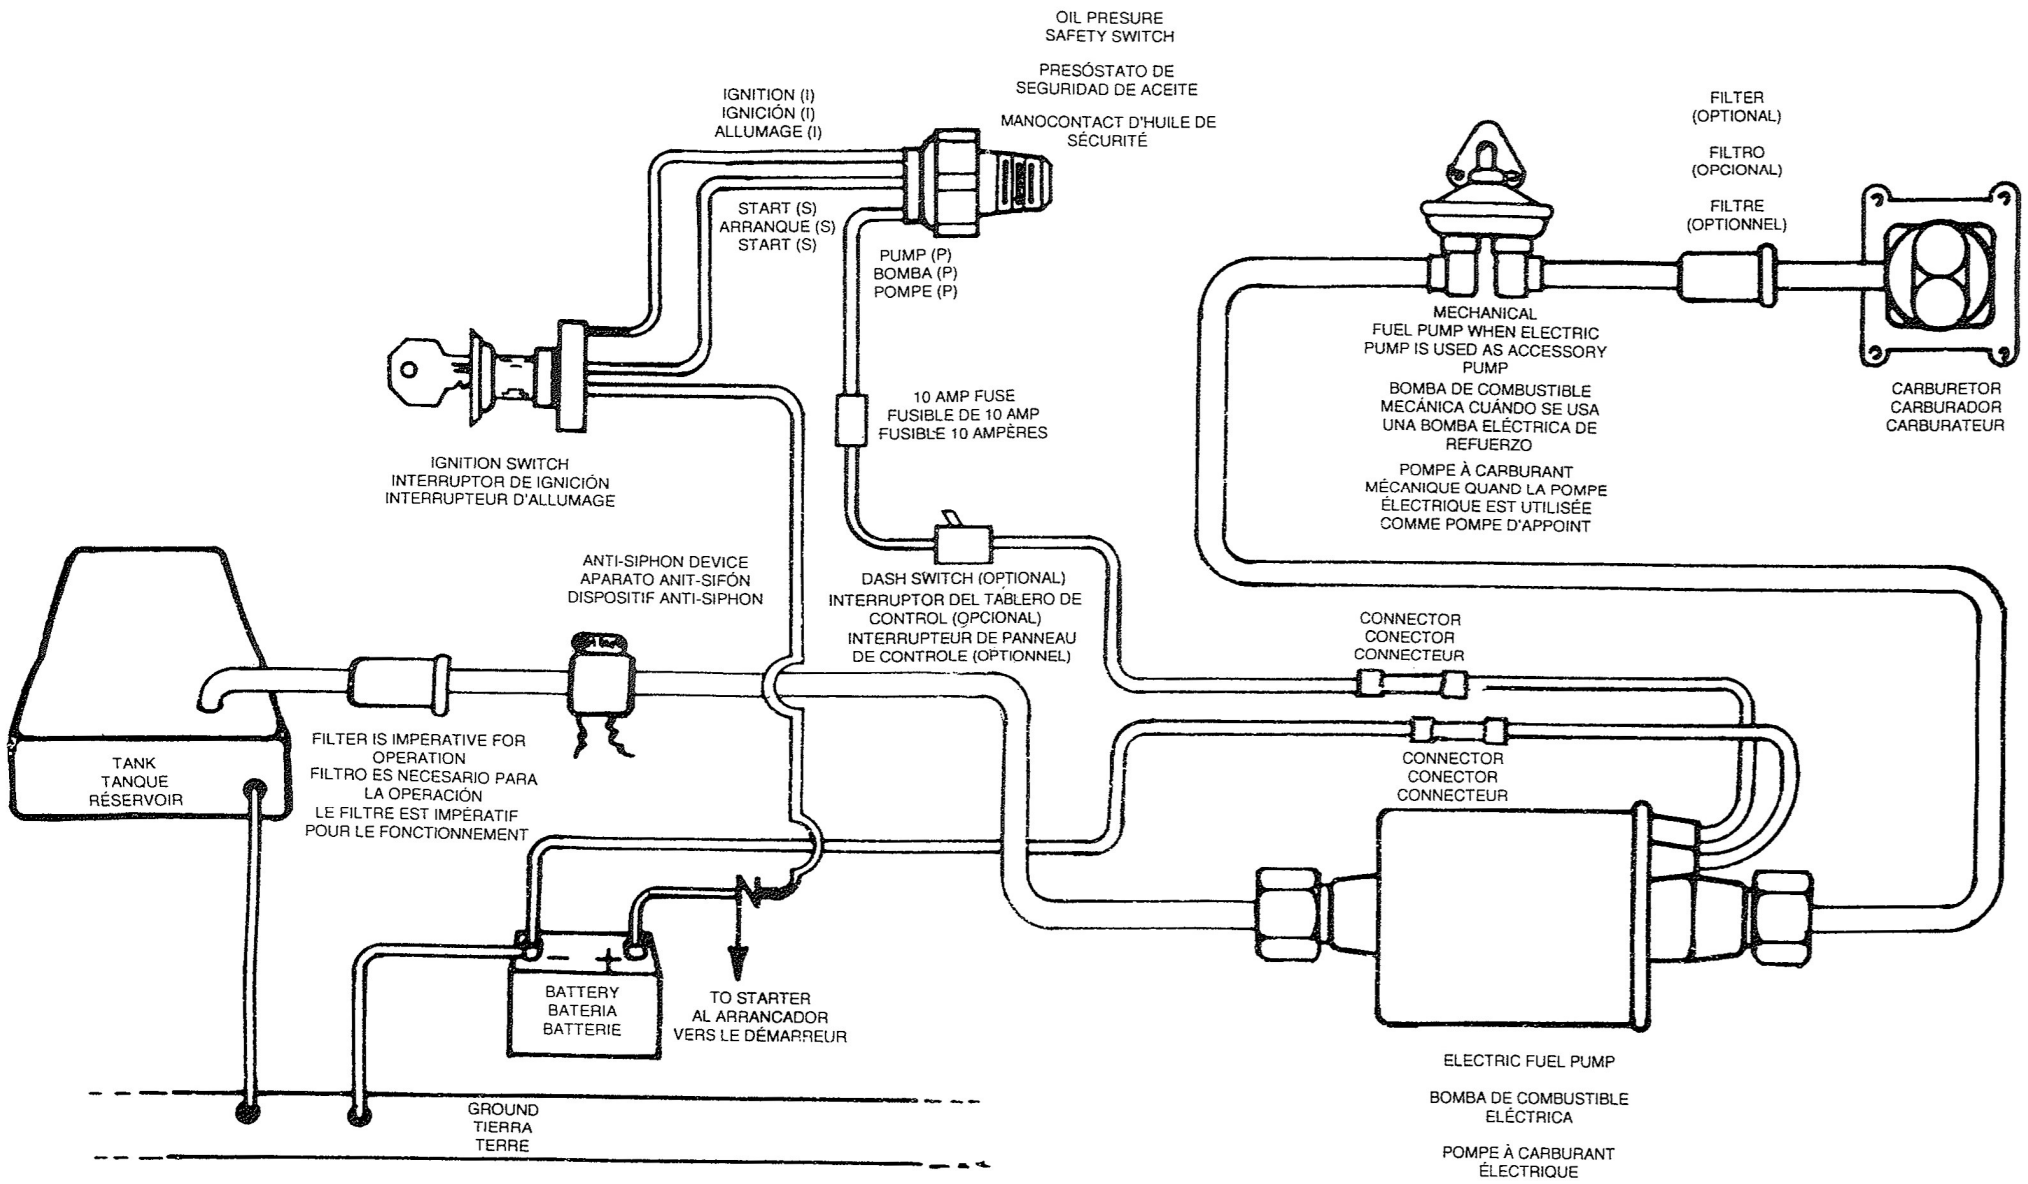 OIL PRESURE
SAFETY SWITCH
PRESÓSTATO DE
SEGURIDAD DE ACEITE
MANOCONTACT D'HUILE DE
SÉCURITÉ
IGNITION (I)
IGNICIÓN (I)
ALLUMAGE (I)
START (S)
ARRANQUE (S)
START (S)
PUMP (P)
BOMBA (P)
POMPE (P)
FILTER
(OPTIONAL)
FILTRO
(OPCIONAL)
FILTRE
(OPTIONNEL)
MECHANICAL
FUEL PUMP WHEN ELECTRIC
PUMP IS USED AS ACCESSORY
PUMP
BOMBA DE COMBUSTIBLE
MECÁNICA CUÁNDO SE USA
UNA BOMBA ELÉCTRICA DE
REFUERZO
POMPE À CARBURANT
MÉCANIQUE QUAND LA POMPE
ÉLECTRIQUE EST UTILISÉE
COMME POMPE D'APPOINT
CARBURETOR
CARBURADOR
CARBURATEUR
10 AMP FUSE
FUSIBLE DE 10 AMP
FUSIBLE 10 AMPÈRES
IGNITION SWITCH
INTERRUPTOR DE IGNICIÓN
INTERRUPTEUR D'ALLUMAGE
ANTI-SIPHON DEVICE
APARATO ANIT-SIFÓN
DISPOSITIF ANTI-SIPHON
DASH SWITCH (OPTIONAL)
INTERRUPTOR DEL TABLERO DE
CONTROL (OPCIONAL)
INTERRUPTEUR DE PANNEAU
DE CONTROLE (OPTIONNEL)
CONNECTOR
CONECTOR
CONNECTEUR
CONNECTOR
CONECTOR
CONNECTEUR
TANK
TANQUE
RÉSERVOIR
FILTER IS IMPERATIVE FOR
OPERATION
FILTRO ES NECESARIO PARA
LA OPERACIÓN
LE FILTRE EST IMPÉRATIF
POUR LE FONCTIONNEMENT
− +
BATTERY
BATERIA
BATTERIE
TO STARTER
AL ARRANCADOR
VERS LE DÉMARREUR
ELECTRIC FUEL PUMP
BOMBA DE COMBUSTIBLE
ELÉCTRICA
POMPE À CARBURANT
ÉLECTRIQUE
GROUND
TIERRA
TERRE